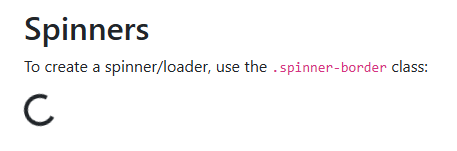 Spinners
To create a spinner/loader, use the .spinner-border class: